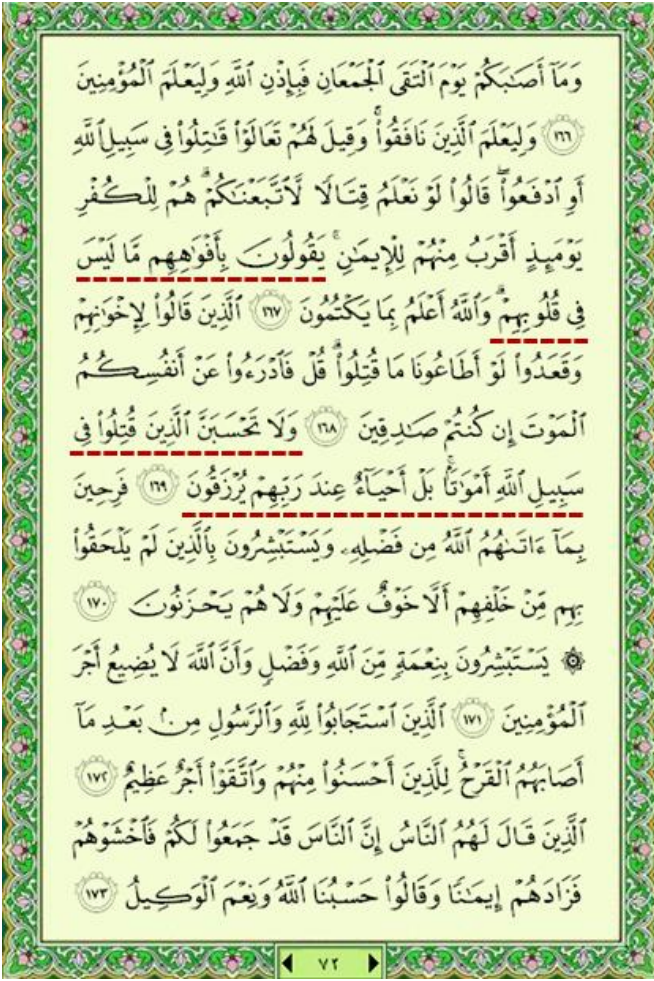 وَمَآ أَصَٰبَكُمْ يَوْمَ ٱلْتَقَى ٱلْجَمْعَانِ فَبِإِذْنِ ٱللَّهِ وَلِيَعْلَمَ ٱلْمُؤْمِنِينَ
﴿١٦٦﴾ وَلِيَعْلَمَ ٱلَّذِينَ نَافَقُوا۟ۚ وَقِيلَ لَهُمْ تَعَالَوْا۟ قَٰتِلُوا۟ فِى سَبِيلِ ٱللَّهِ
أَوِ ٱدْفَعُوا۟ۖ قَالُوا۟ لَوْ نَعْلَمُ قِتَالًا لَّٱتَّبَعْنَٰكُمْۗ هُمْ لِلْكُفْرِ
يَوْمَئِذٍ أَقْرَبُ مِنْهُمْ لِلْإِيمَٰنِۚ يَقُولُونَ بِأَفْوَٰهِهِم مَّا لَيْسَ
فِى قُلُوبِهِمْۗ وَٱللَّهُ أَعْلَمُ بِمَا يَكْتُمُونَ ﴿١٦٧﴾ ٱلَّذِينَ قَالُوا۟ لِإِخْوَٰنِهِمْ
وَقَعَدُوا۟ لَوْ أَطَاعُونَا مَا قُتِلُوا۟ۗ قُلْ فَٱدْرَءُوا۟ عَنْ أَنفُسِكُمُ
ٱلْمَوْتَ إِن كُنتُمْ صَٰدِقِينَ ﴿١٦٨﴾ وَلَا تَحْسَبَنَّ ٱلَّذِينَ قُتِلُوا۟ فِى
سَبِيلِ ٱللَّهِ أَمْوَٰتًۢاۚ بَلْ أَحْيَآءٌ عِندَ رَبِّهِمْ يُرْزَقُونَ ﴿١٦٩﴾ فَرِحِينَ
بِمَآ ءَاتَىٰهُمُ ٱللَّهُ مِن فَضْلِهِۦ وَيَسْتَبْشِرُونَ بِٱلَّذِينَ لَمْ يَلْحَقُوا۟
بِهِم مِّنْ خَلْفِهِمْ أَلَّا خَوْفٌ عَلَيْهِمْ وَلَا هُمْ يَحْزَنُونَ ﴿١٧٠﴾
۞ يَسْتَبْشِرُونَ بِنِعْمَةٍ مِّنَ ٱللَّهِ وَفَضْلٍ وَأَنَّ ٱللَّهَ لَا يُضِيعُ أَجْرَ
ٱلْمُؤْمِنِينَ ﴿١٧١﴾ ٱلَّذِينَ ٱسْتَجَابُوا۟ لِلَّهِ وَٱلرَّسُولِ مِنۢ بَعْدِ مَآ
أَصَابَهُمُ ٱلْقَرْحُۚ لِلَّذِينَ أَحْسَنُوا۟ مِنْهُمْ وَٱتَّقَوْا۟ أَجْرٌ عَظِيمٌ ﴿١٧٢﴾
ٱلَّذِينَ قَالَ لَهُمُ ٱلنَّاسُ إِنَّ ٱلنَّاسَ قَدْ جَمَعُوا۟ لَكُمْ فَٱخْشَوْهُمْ
فَزَادَهُمْ إِيمَٰنًا وَقَالُوا۟ حَسْبُنَا ٱللَّهُ وَنِعْمَ ٱلْوَكِيلُ ﴿١٧٣﴾
٧٢